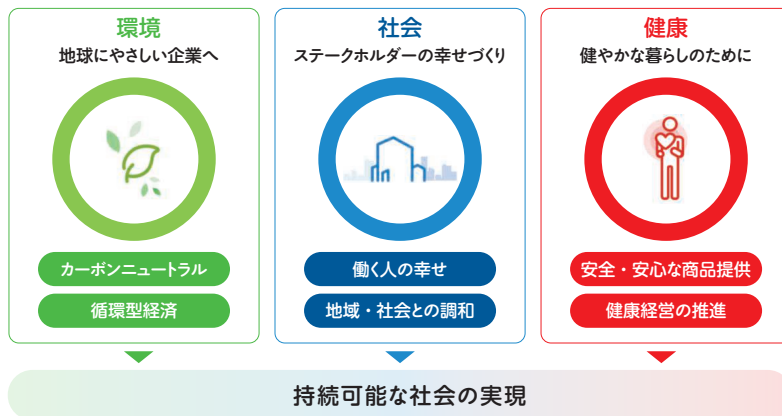 環境
地球にやさしい企業へ
カーボンニュートラル
循環型経済
社会
ステークホルダーの幸せづくり
働く人の幸せ
地域・社会との調和
健康
健やかな暮らしのために
安全・安心な商品提供
健康経営の推進
持続可能な社会の実現